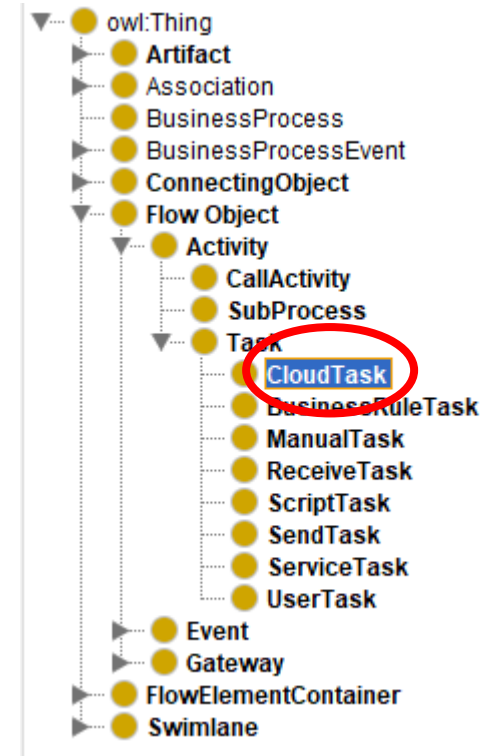 owl:Thing
Artifact
Association
BusinessProcess
BusinessProcessEvent
ConnectingObject
Flow Object
Activity
CallActivity
SubProcess
Task
CloudTask
BusinessRuleTask
ManualTask
ReceiveTask
ScriptTask
SendTask
ServiceTask
UserTask
Event
Gateway
FlowElementContainer
Swimlane